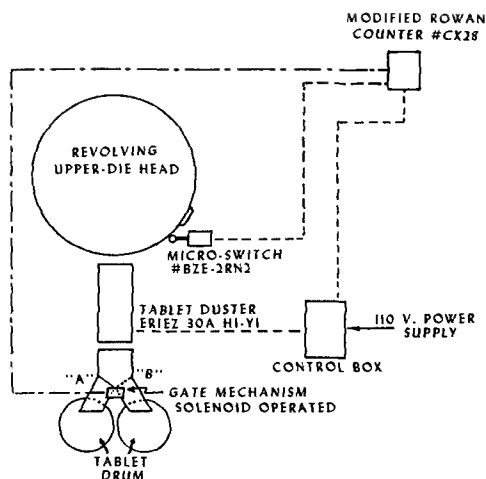 MODIFIED ROWAN
COUNTER #CX28
REVOLVING
UPPER-DIE HEAD
MICRO-SWITCH
#BZE-2RN2
TABLET DUSTER
ERIEZ 30A HI-VI
110 V. POWER
SUPPLY
CONTROL BOX
"A"
"B"
GATE MECHANISM
SOLENOID OPERATED
TABLET
DRUM